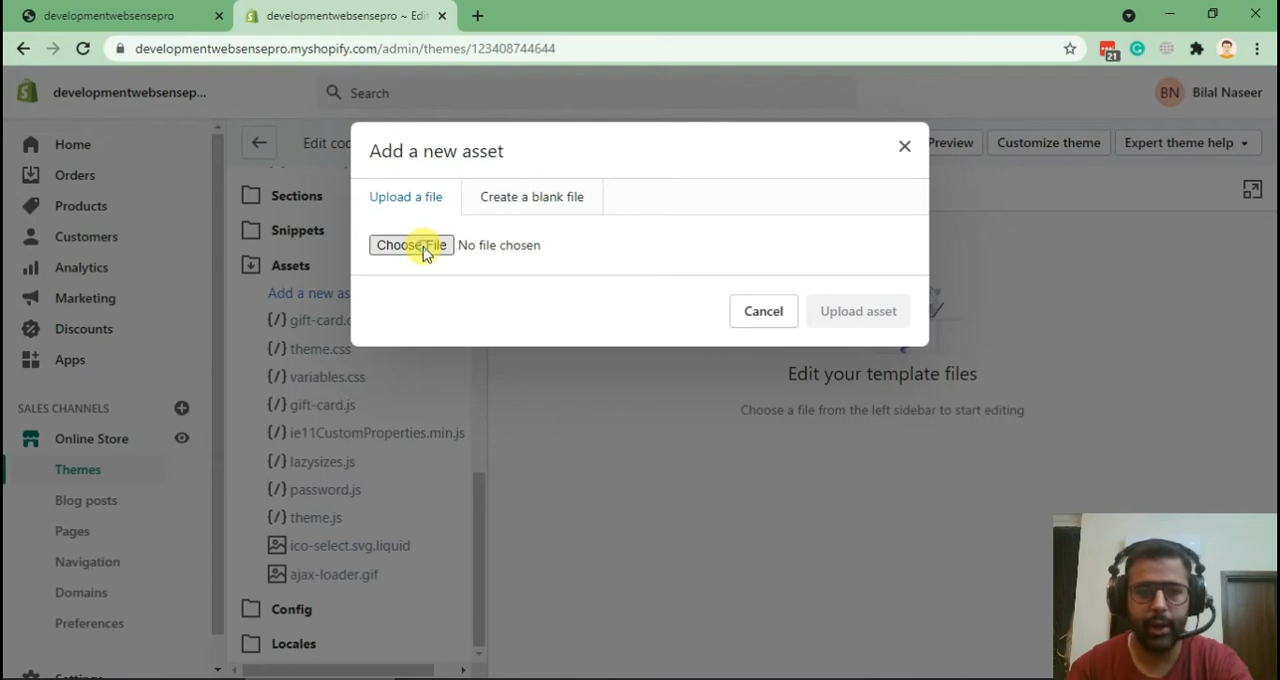 developmentwebsensepro
developmentwebsensepro ~ Edi
developmentwebsensepro.myshopify.com/admin/themes/123408744644
21
developmentwebsensep...
Search
BN
Bilal Naseer
Home
Orders
Products
Customers
Analytics
Marketing
Discounts
Apps
SALES CHANNELS
Online Store
Themes
Blog posts
Pages
Navigation
Domains
Preferences
Edit co
Preview
Customize theme
Expert theme help
Sections
Snippets
Assets
Add a new as
{/} gift-card.c
{/} theme.css
{/} variables.css
{/} gift-card.js
{/} ie11CustomProperties.min.js
{/} lazysizes.js
{/} password.js
{/} theme.js
ico-select.svg.liquid
ajax-loader.gif
Config
Locales
Add a new asset
Upload a file
Create a blank file
Choose File No file chosen
Cancel
Upload asset
Edit your template files
Choose a file from the left sidebar to start editing